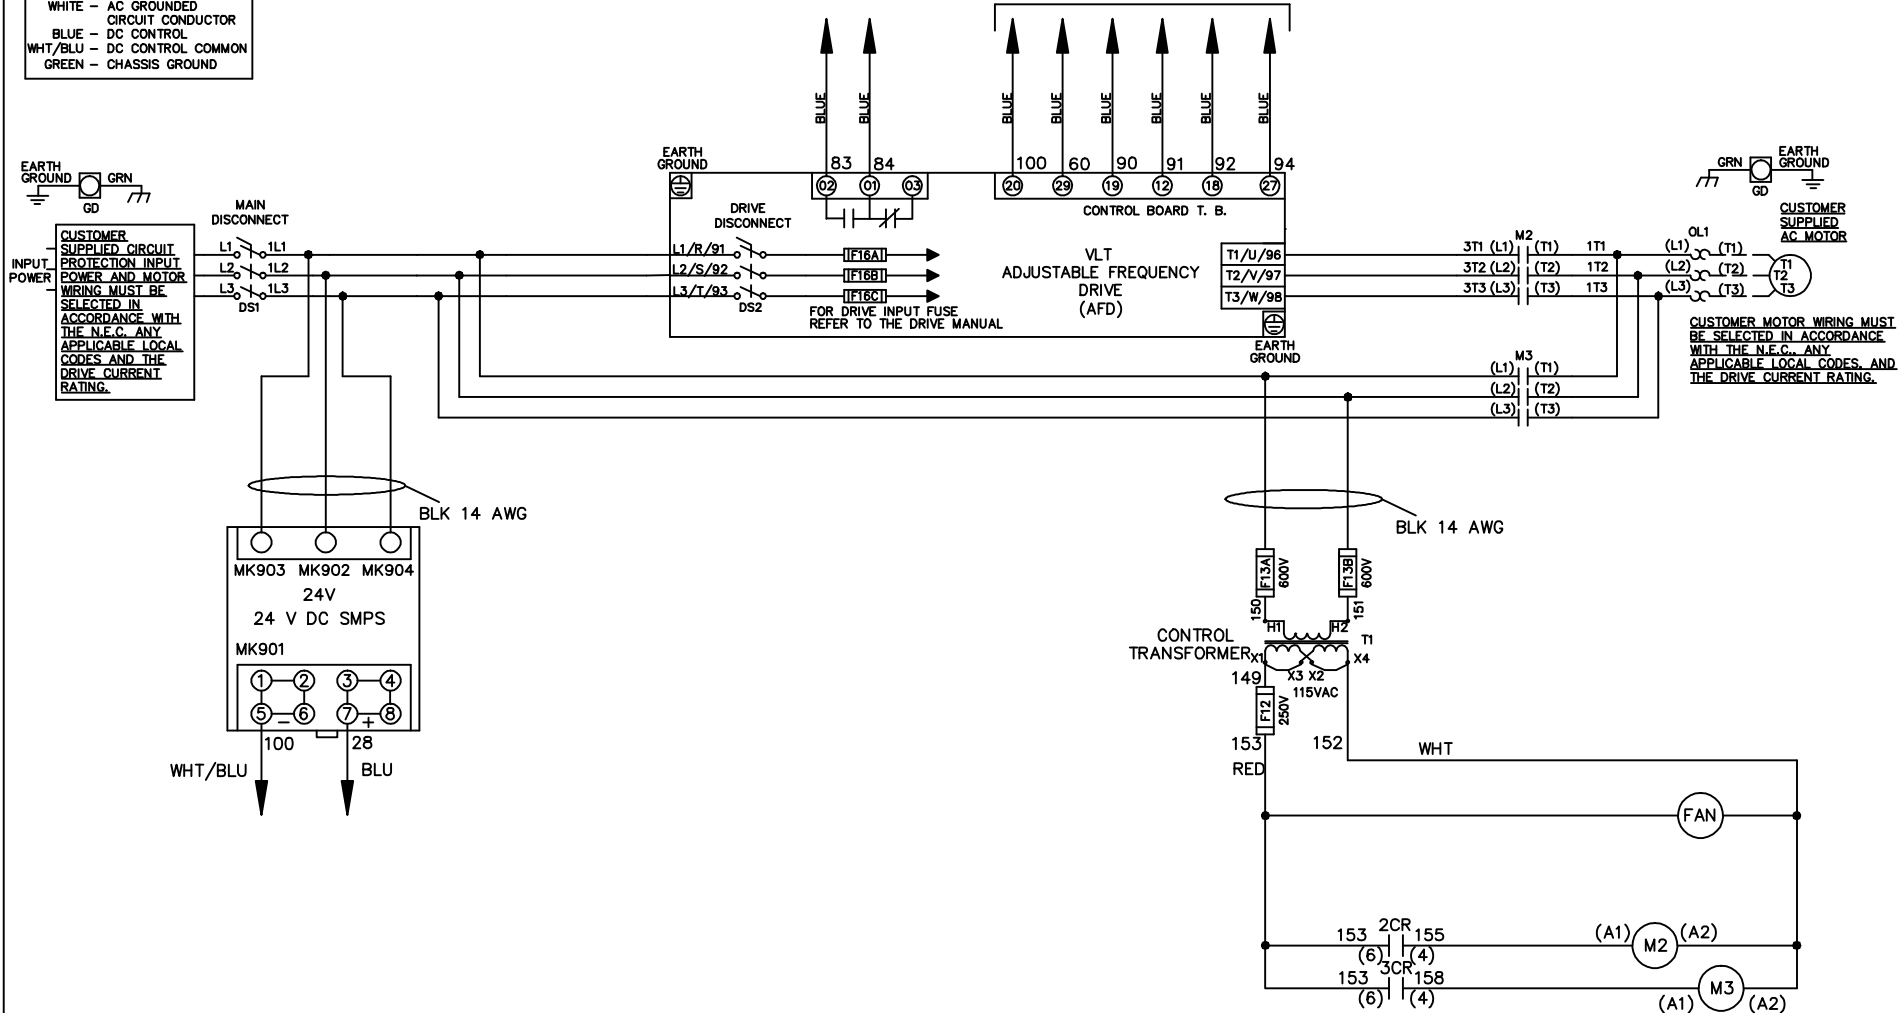 WHITE – AC GROUNDED
CIRCUIT CONDUCTOR
BLUE – DC CONTROL
WHT/BLU – DC CONTROL COMMON
GREEN – CHASSIS GROUND
BLUE
BLUE
BLUE
BLUE
BLUE
BLUE
BLUE
BLUE
EARTH
GROUND
83
84
100
60
90
91
92
94
02
01
03
20
29
19
12
18
27
CONTROL BOARD T. B.
EARTH
GROUND
GRN
GD
GRN
EARTH
GROUND
GD
MAIN
DISCONNECT
DRIVE
DISCONNECT
CUSTOMER
SUPPLIED
AC MOTOR
INPUT
POWER
CUSTOMER
SUPPLIED CIRCUIT
PROTECTION INPUT
POWER AND MOTOR
WIRING MUST BE
SELECTED IN
ACCORDANCE WITH
THE N.E.C. ANY
APPLICABLE LOCAL
CODES AND THE
DRIVE CURRENT
RATING.
L1 1L1
L2 1L2
L3 1L3
DS1
L1/R/91
L2/S/92
L3/T/93
DS2
F16A
F16B
F16C
FOR DRIVE INPUT FUSE
REFER TO THE DRIVE MANUAL
VLT
ADJUSTABLE FREQUENCY
DRIVE
(AFD)
T1/U/96
T2/V/97
T3/W/98
EARTH
GROUND
M2
3T1 (L1) (T1) 1T1
3T2 (L2) (T2) 1T2
3T3 (L3) (T3) 1T3
OL1
(L1) (T1)
(L2) (T2)
(L3) (T3)
T1
T2
T3
CUSTOMER MOTOR WIRING MUST
BE SELECTED IN ACCORDANCE
WITH THE N.E.C., ANY
APPLICABLE LOCAL CODES, AND
THE DRIVE CURRENT RATING.
M3
(L1) (T1)
(L2) (T2)
(L3) (T3)
BLK 14 AWG
BLK 14 AWG
MK903 MK902 MK904
24V
24 V DC SMPS
MK901
1 2 3 4
5 – 6 7 + 8
100
28
WHT/BLU
BLU
F13A
600V
F13B
600V
150
151
H1
H2
T1
CONTROL
TRANSFORMER
X1
X4
X3 X2
115VAC
149
F12
250V
153
152
RED
WHT
FAN
2CR
153
155
(6)
(4)
(A1)
M2
(A2)
3CR
153
158
(6)
(4)
M3
(A1)
(A2)